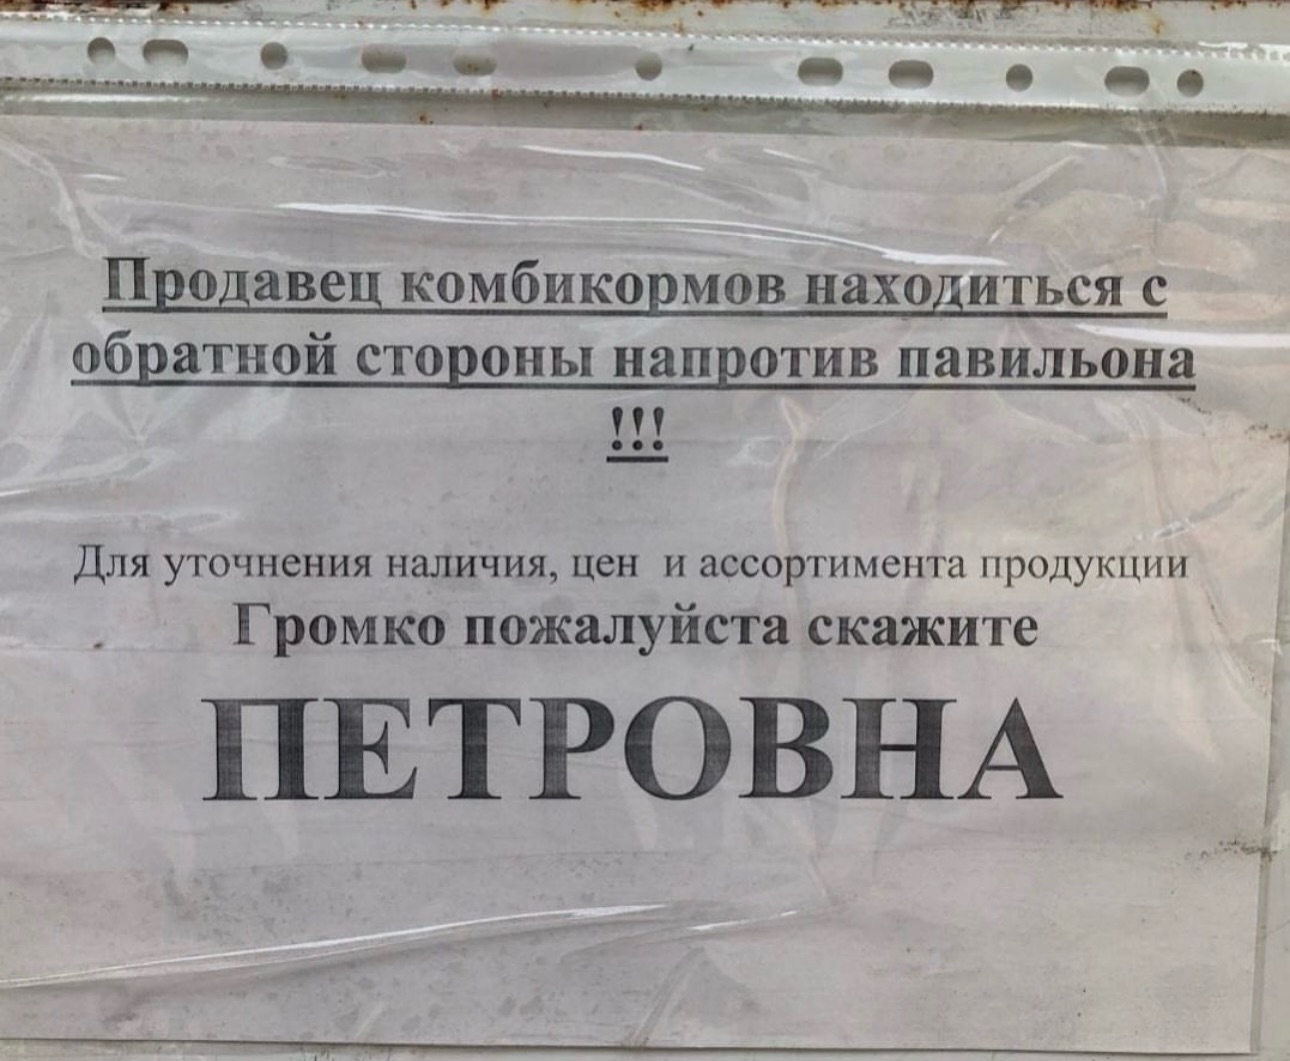 Продавец комбикормов находиться с
обратной стороны напротив павильона
!!!
Для уточнения наличия, цен и ассортимента продукции
Громко пожалуйста скажите
ПЕТРОВНА